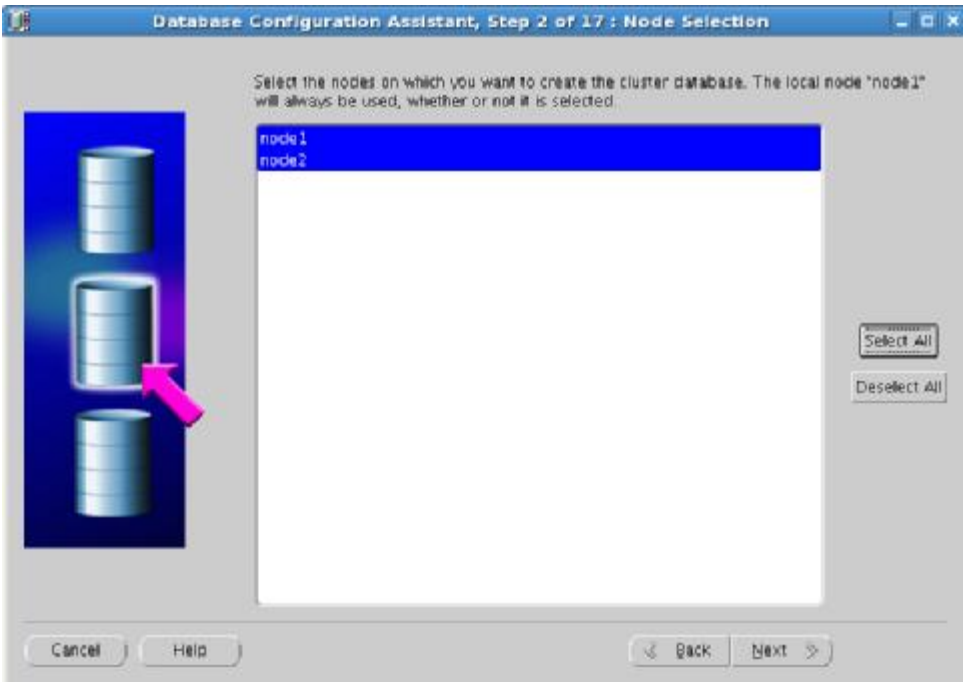 Database Configuration Assistant, Step 2 of 17 : Node Selection
Select the nodes on which you want to create the cluster database. The local node "node1"
will always be used, whether or not it is selected.
node1
node2
Select All
Deselect All
Cancel
Help
Back
Next